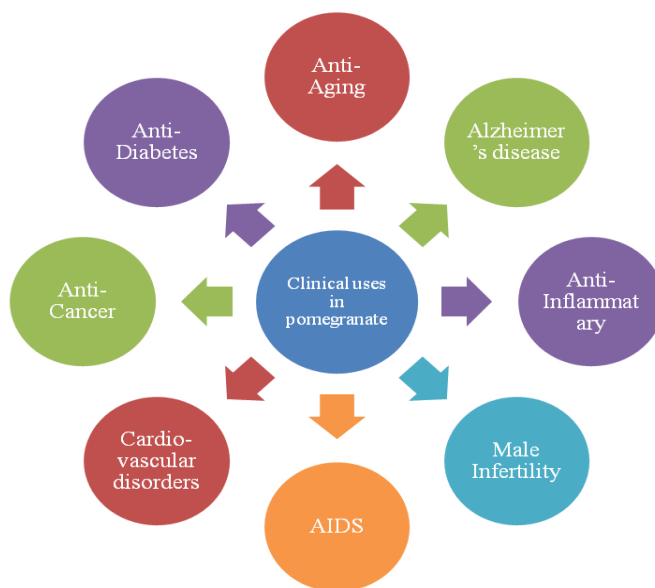 Anti-
Aging
Alzheimer
's disease
Anti-
Inflammat
ary
Male
Infertility
AIDS
Cardio-
vascular
disorders
Anti-
Cancer
Anti-
Diabetes
Clinical uses
in
pomegranate